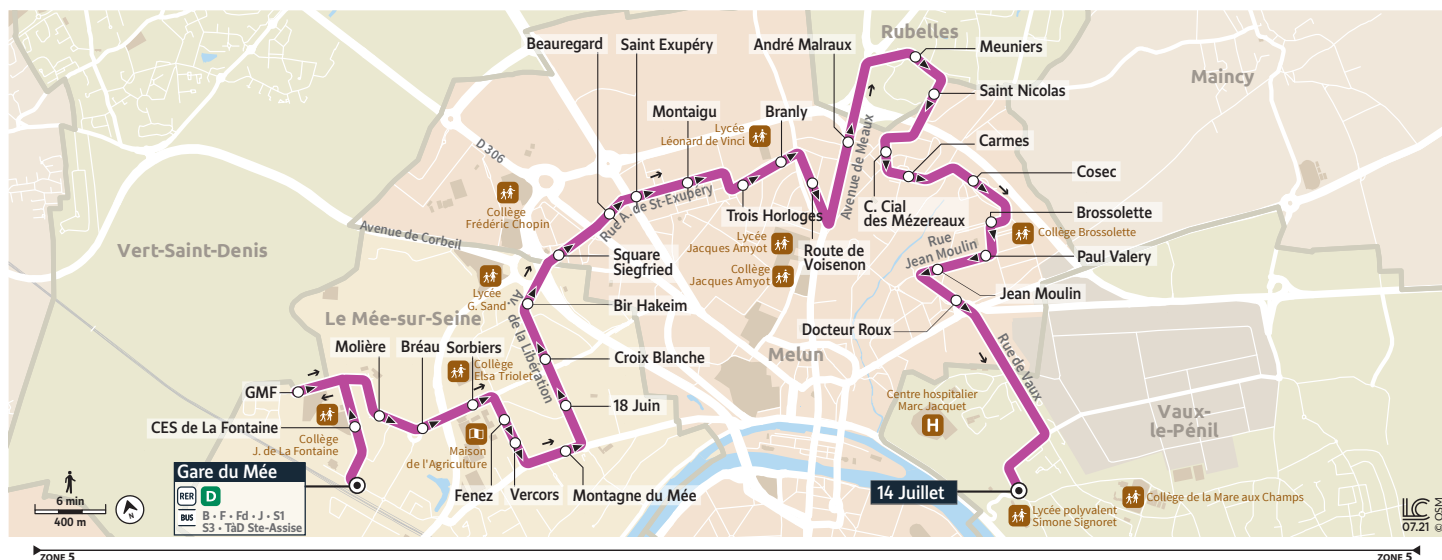 Rubelles
Maincy
Vert-Saint-Denis
Le Mée-sur-Seine
Melun
Vaux-
le-Pénil
Beauregard
Saint Exupéry
André Malraux
Meuniers
Saint Nicolas
Montaigu
Branly
Carmes
Cosec
Trois Horloges
C. Cial
des Mézereaux
Brossolette
Route de
Voisenon
Square
Siegfried
Paul Valery
Jean Moulin
Bir Hakeim
Docteur Roux
Molière
Bréau
Sorbiers
Croix Blanche
GMF
18 Juin
CES de La Fontaine
Fenez
Vercors
Montagne du Mée
Gare du Mée
RER
D
BUS
B • F • Fd • J • S1
S3 • TàD Ste-Assise
14 Juillet
D 306
Avenue de Corbeil
Rue A. de St-Exupéry
Avenue de Meaux
Av.
de la Libération
Rue
Jean Moulin
Rue de Vaux
Lycée
Léonard de Vinci
Collège
Frédéric Chopin
Lycée
Jacques Amyot
Collège
Jacques Amyot
Collège Brossolette
Lycée
G. Sand
Collège
Elsa Triolet
Collège
J. de La Fontaine
Maison
de l'Agriculture
Centre hospitalier
Marc Jacquet
H
Collège de la Mare aux Champs
Lycée polyvalent
Simone Signoret
6 min
400 m
N
LC
07.21
© OSM
ZONE 5
ZONE 5